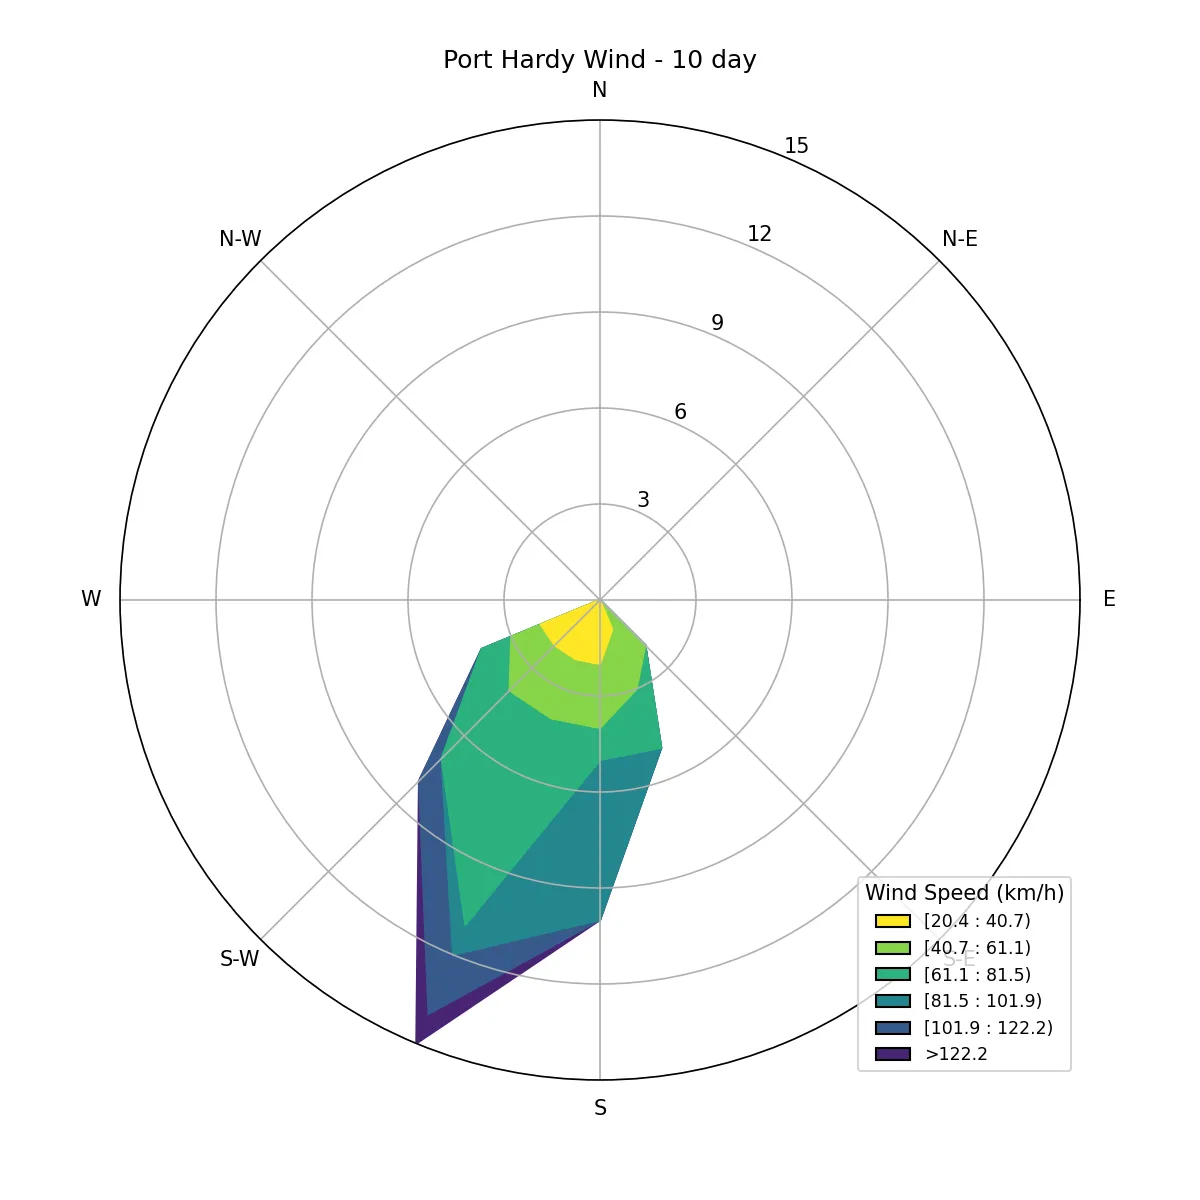 Port Hardy Wind - 10 day
N
15
N-W
N-E
12
9
6
3
W
E
S-W
S-E
S
Wind Speed (km/h)
[20.4 : 40.7)
[40.7 : 61.1)
[61.1 : 81.5)
[81.5 : 101.9)
[101.9 : 122.2)
>122.2